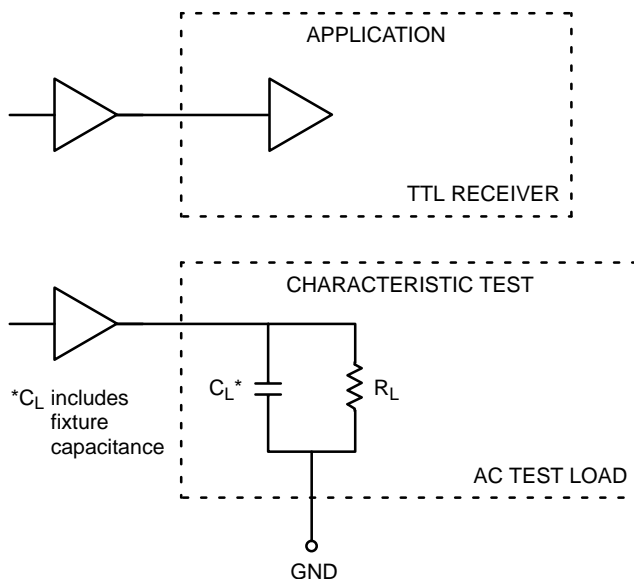 APPLICATION
TTL RECEIVER
CHARACTERISTIC TEST
*CL includes
fixture
capacitance
CL*
RL
AC TEST LOAD
GND